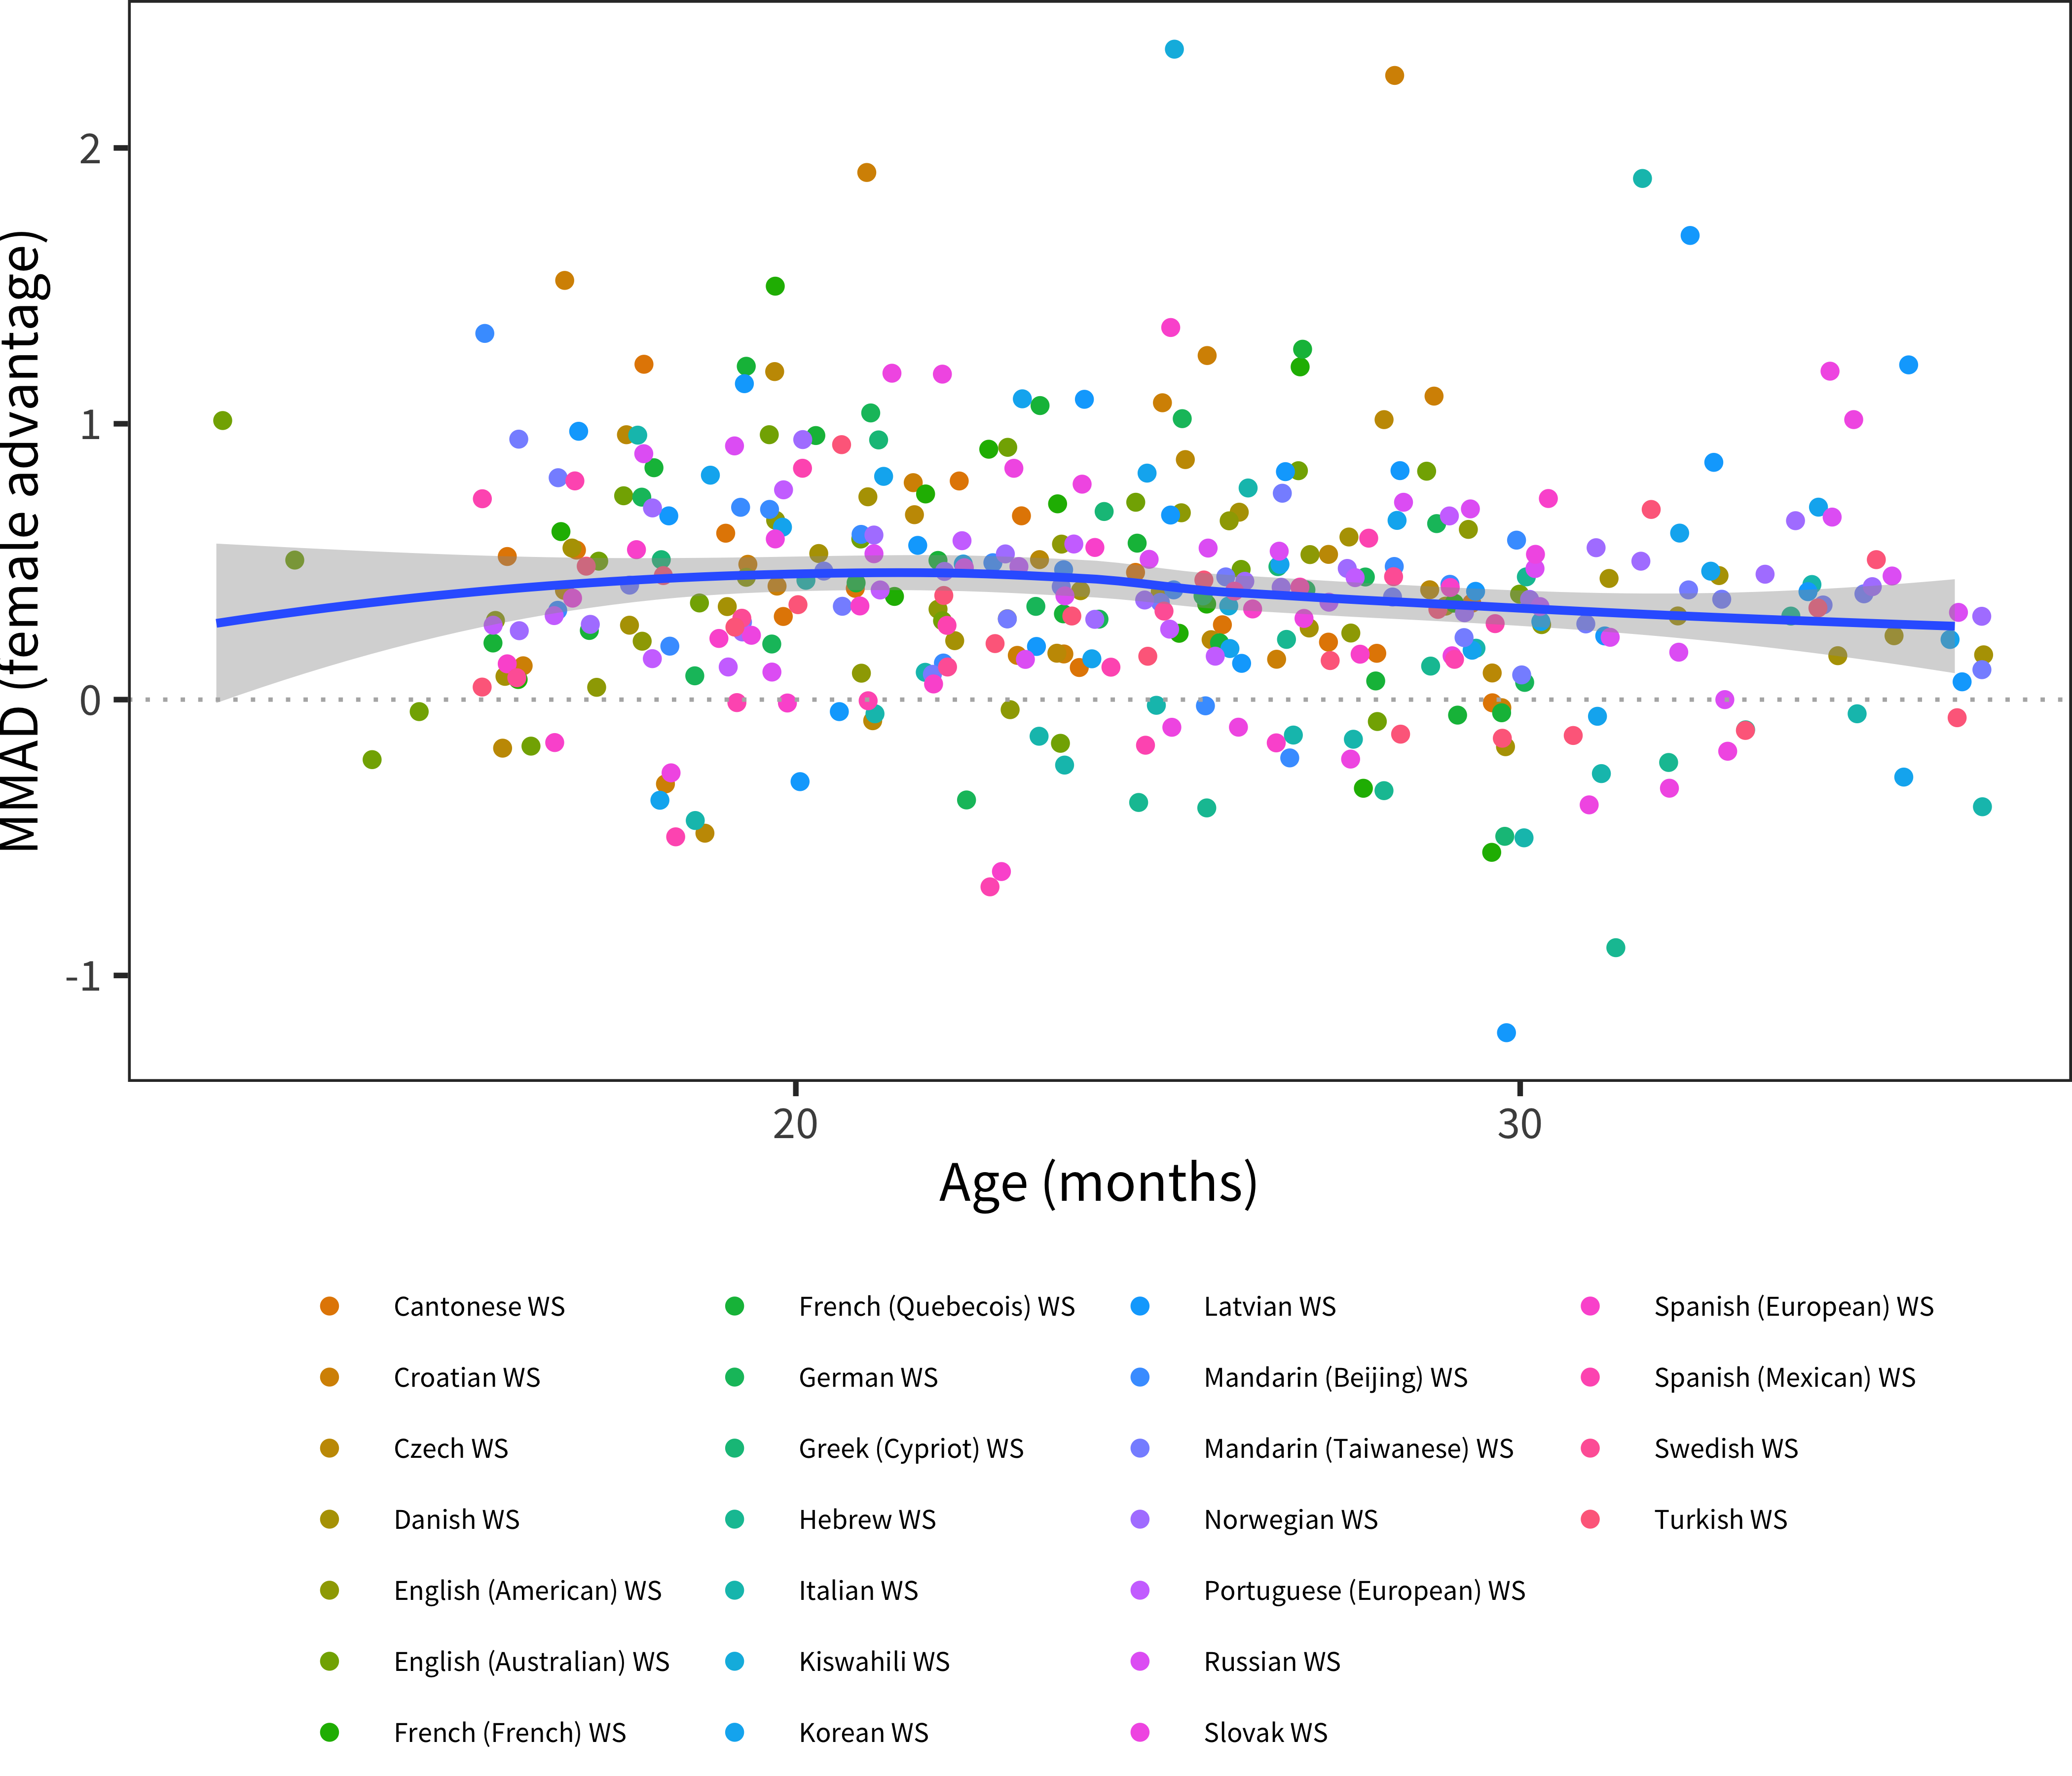 MMAD (female advantage)
2
1
0
-1
20
30
Age (months)
Cantonese WS
Croatian WS
Czech WS
Danish WS
English (American) WS
English (Australian) WS
French (French) WS
French (Quebecois) WS
German WS
Greek (Cypriot) WS
Hebrew WS
Italian WS
Kiswahili WS
Korean WS
Latvian WS
Mandarin (Beijing) WS
Mandarin (Taiwanese) WS
Norwegian WS
Portuguese (European) WS
Russian WS
Slovak WS
Spanish (European) WS
Spanish (Mexican) WS
Swedish WS
Turkish WS